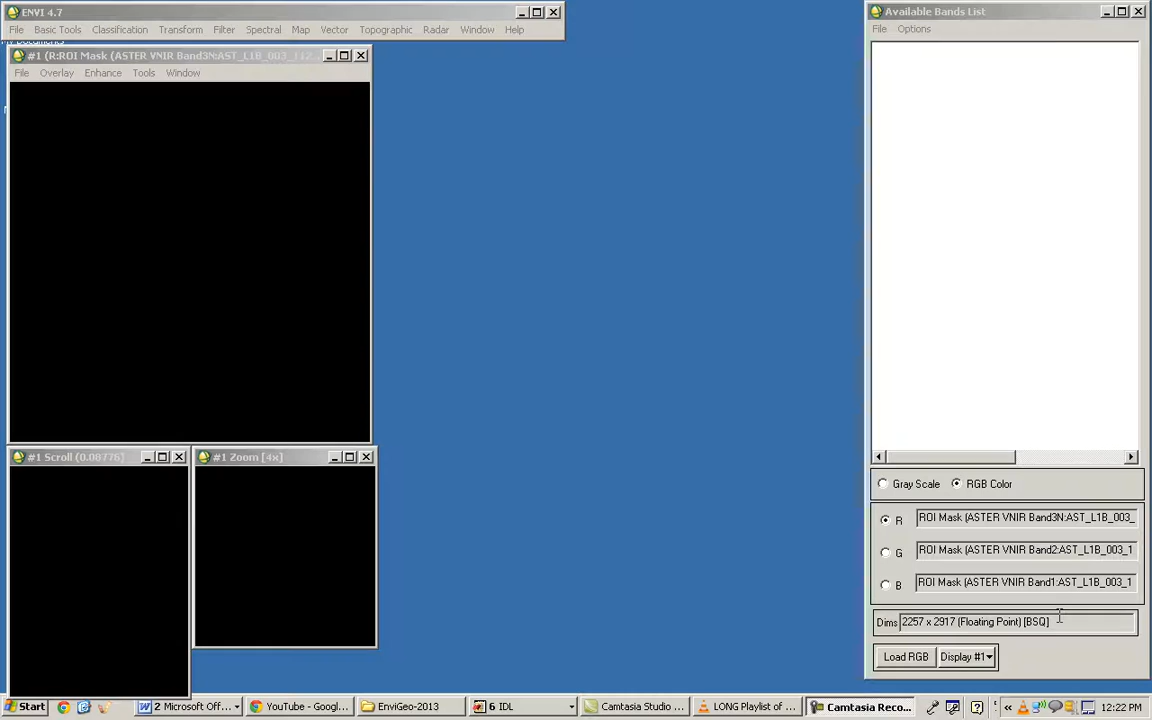 ENVI 4.7
File Basic Tools Classification Transform Filter Spectral Map Vector Topographic Radar Window Help
#1 (R:ROI Mask (ASTER VNIR Band3N:AST_L1B_003_112...
File Overlay Enhance Tools Window
#1 Scroll (0.08776)
#1 Zoom [4x]
Available Bands List
File Options
Gray Scale RGB Color
R ROI Mask (ASTER VNIR Band3N:AST_L1B_003_
G ROI Mask (ASTER VNIR Band2:AST_L1B_003_1
B ROI Mask (ASTER VNIR Band1:AST_L1B_003_1
Dims 2257 x 2917 (Floating Point) [BSQ]
Load RGB Display #1
Start 2 Microsoft Off... YouTube - Googl... EnviGeo-2013 6 IDL Camtasia Studio ... LONG Playlist of ... Camtasia Reco... 12:22 PM